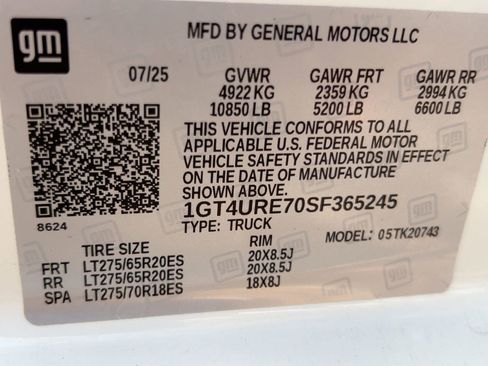 gm
MFD BY GENERAL MOTORS LLC
07/25 GVWR GAWR FRT GAWR RR
4922 KG 2359 KG 2994 KG
10850 LB 5200 LB 6600 LB
THIS VEHICLE CONFORMS TO ALL
APPLICABLE U.S. FEDERAL MOTOR
VEHICLE SAFETY STANDARDS IN EFFECT
ON THE DATE OF MANUFACTURE
SHOWN ABOVE.
1GT4URE70SF365245
8624 TYPE: TRUCK MODEL: 05TK20743
TIRE SIZE RIM
FRT LT275/65R20ES 20X8.5J
RR LT275/65R20ES 20X8.5J
SPA LT275/70R18ES 18X8J